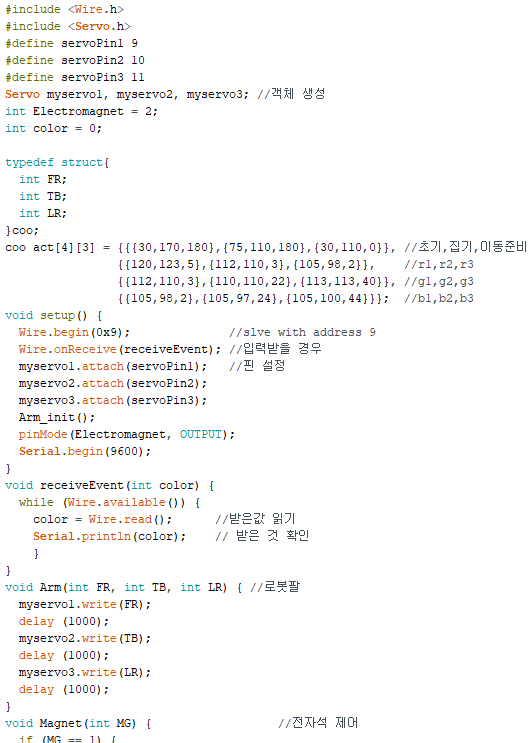 #include <Wire.h>
#include <Servo.h>
#define servoPin1 9
#define servoPin2 10
#define servoPin3 11
Servo myservo1, myservo2, myservo3; //객체 생성
int Electromagnet = 2;
int color = 0;

typedef struct{
  int FR;
  int TB;
  int LR;
}coo;
coo act[4][3] = {{{30,170,180},{75,110,180},{30,110,0}}, //초기,집기,이동준비
                {{120,123,5},{112,110,3},{105,98,2}},    //r1,r2,r3
                {{112,110,3},{110,110,22},{113,113,40}}, //g1,g2,g3
                {{105,98,2},{105,97,24},{105,100,44}}};  //b1,b2,b3
void setup() {
  Wire.begin(0x9);              //slve with address 9
  Wire.onReceive(receiveEvent); //입력받을 경우
  myservo1.attach(servoPin1);   //핀 설정
  myservo2.attach(servoPin2);
  myservo3.attach(servoPin3);
  Arm_init();
  pinMode(Electromagnet, OUTPUT);
  Serial.begin(9600);
}
void receiveEvent(int color) {
  while (Wire.available()) {
    color = Wire.read();      //받은값 읽기
    Serial.println(color);    // 받은 것 확인
    }
}
void Arm(int FR, int TB, int LR) { //로봇팔
  myservo1.write(FR);
  delay (1000);
  myservo2.write(TB);
  delay (1000);
  myservo3.write(LR);
  delay (1000);
}
void Magnet(int MG) {                  //전자석 제어
  if (MG == 1) {